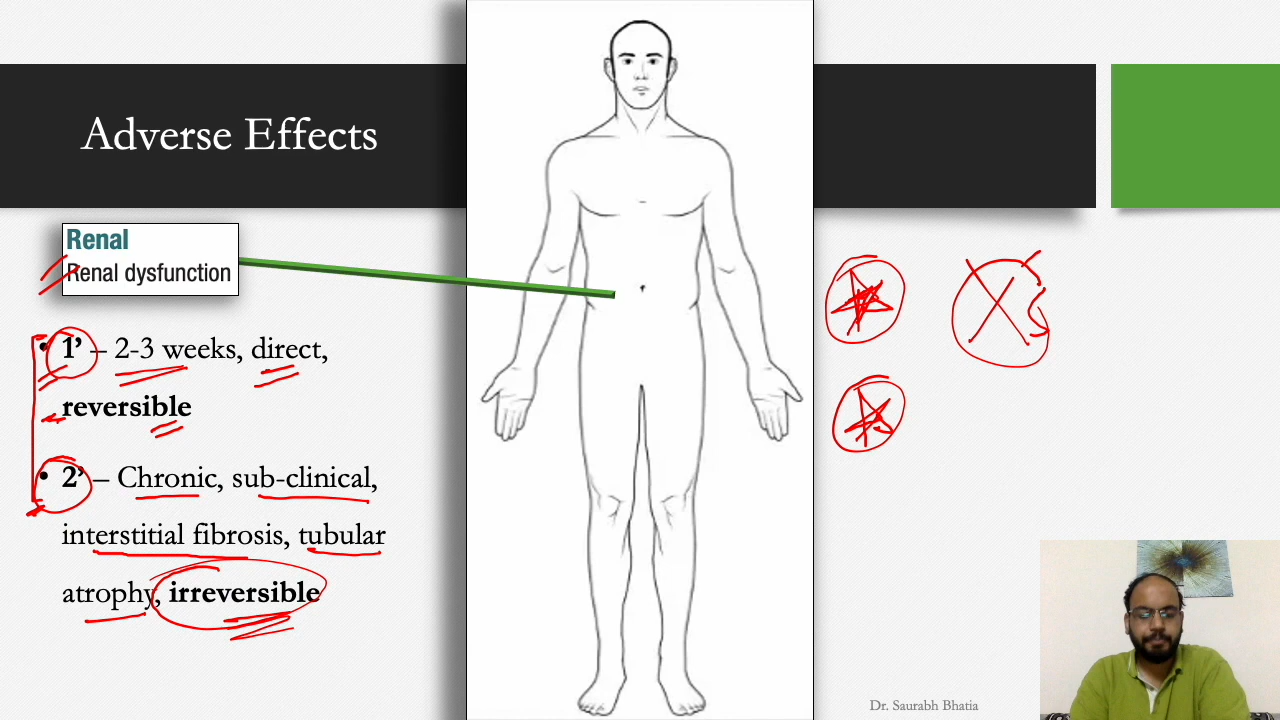 Adverse Effects
Renal
Renal dysfunction
• 1’ – 2-3 weeks, direct,
reversible
• 2’ – Chronic, sub-clinical,
interstitial fibrosis, tubular
atrophy, irreversible
Dr. Saurabh Bhatia